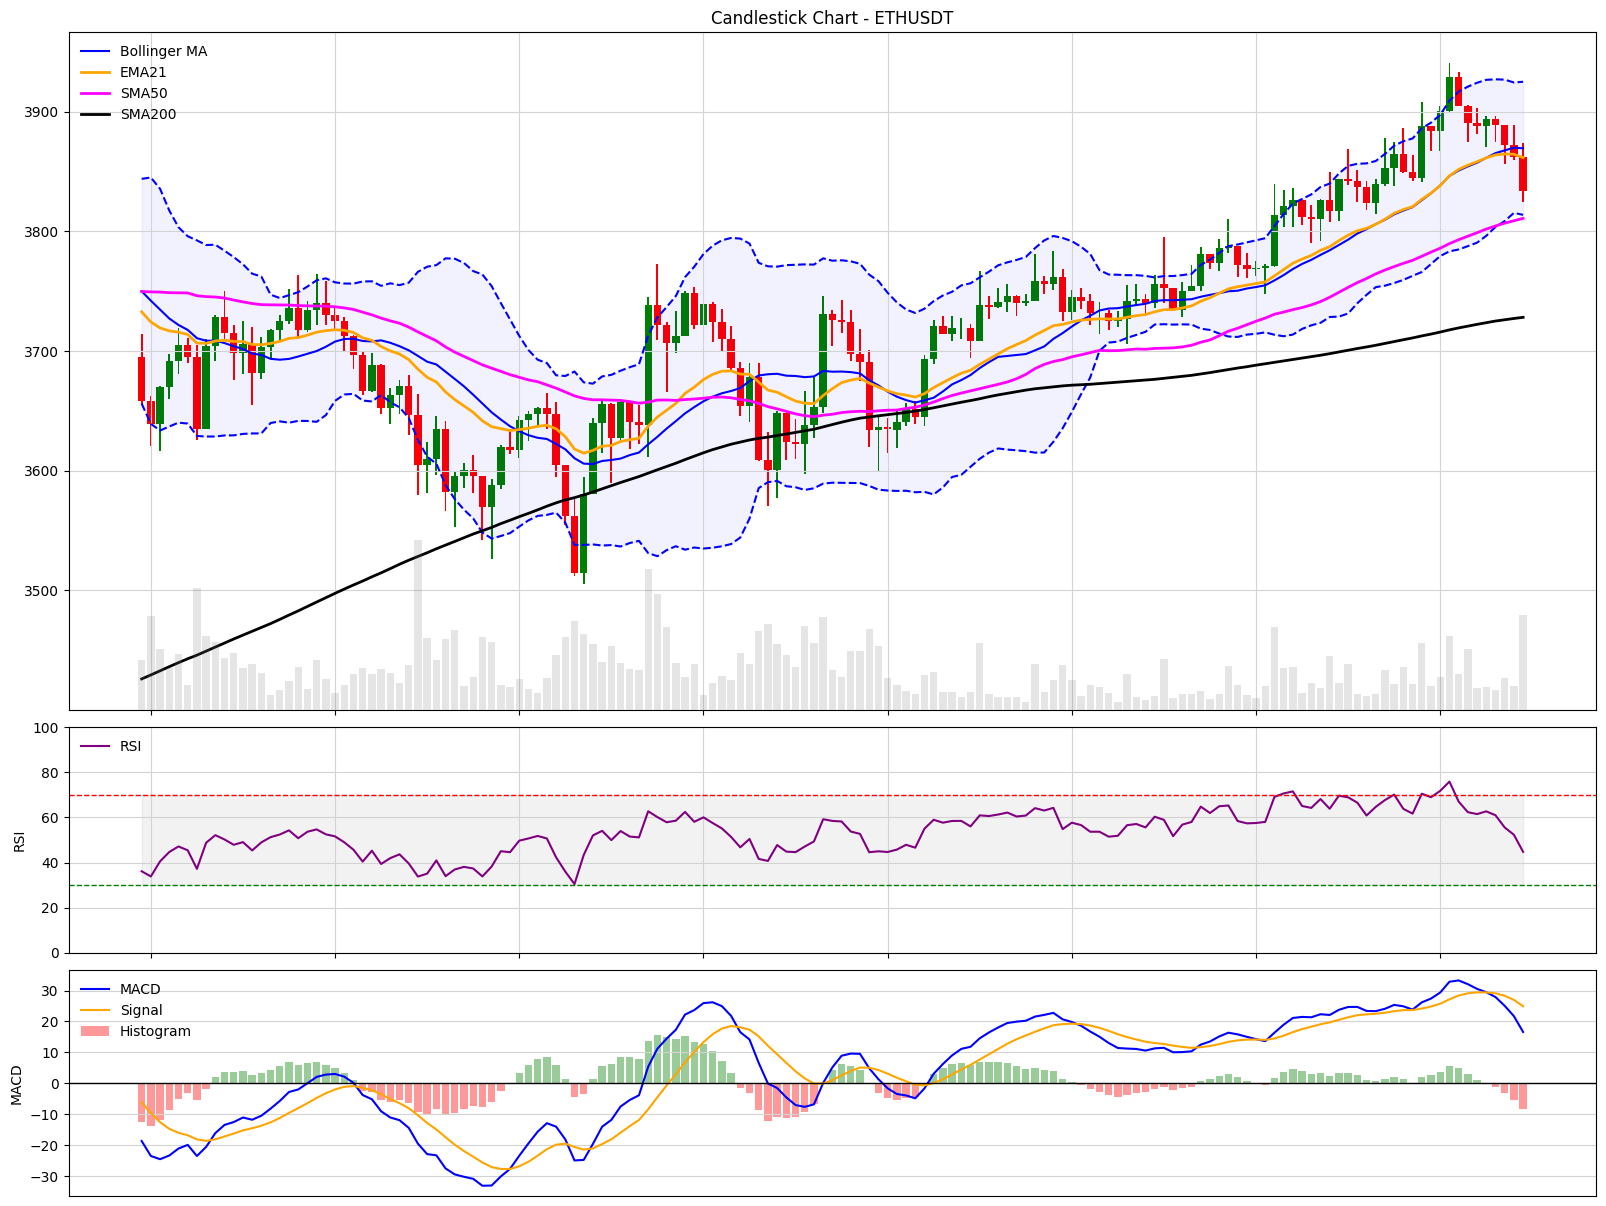 Candlestick Chart - ETHUSDT
Bollinger MA
EMA21
SMA50
SMA200
3900
3800
3700
3600
3500
RSI
100
80
60
40
20
0
RSI
MACD
Signal
Histogram
30
20
10
0
−10
−20
−30
MACD